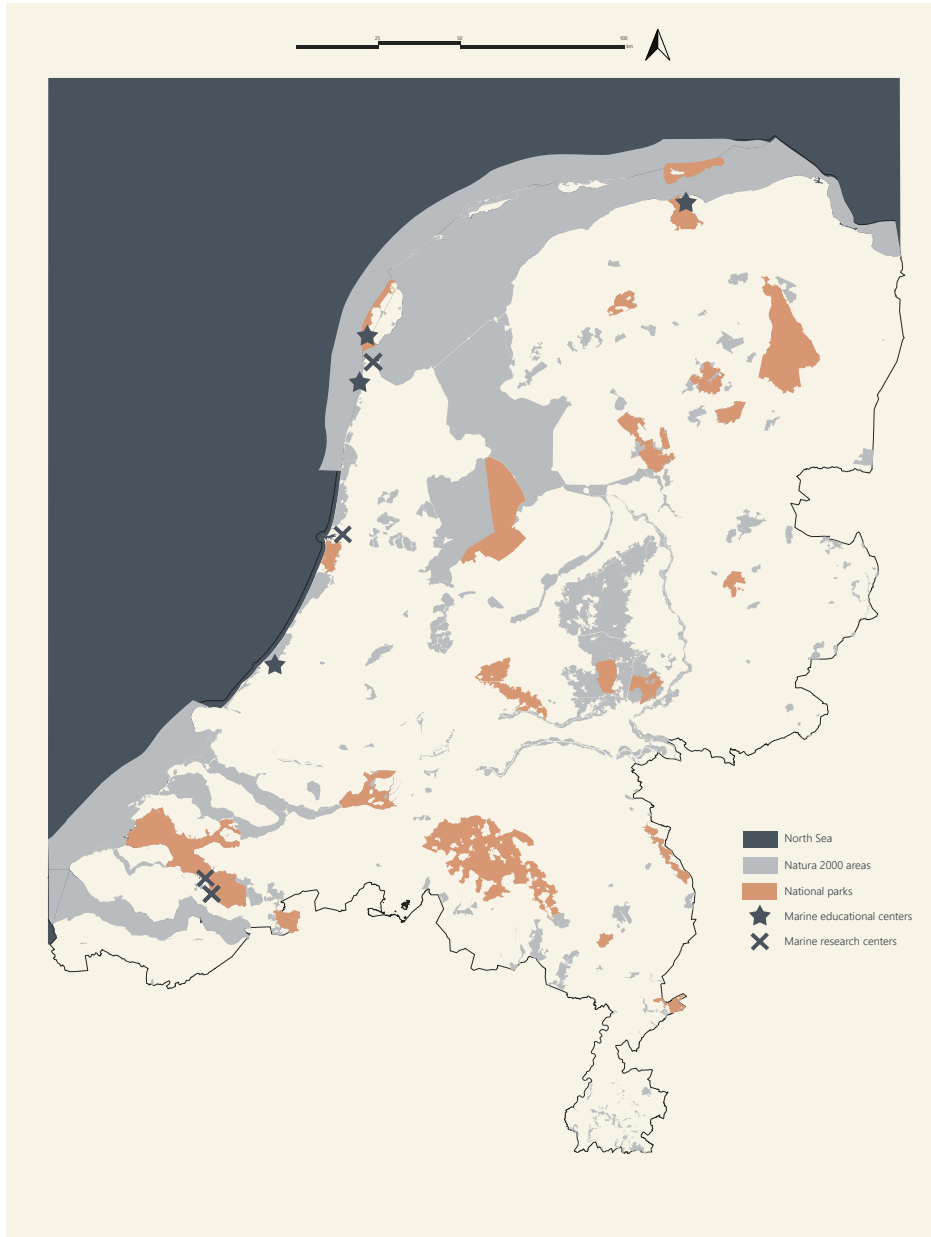 25 50 100
km
North Sea
Natura 2000 areas
National parks
Marine educational centers
Marine research centers